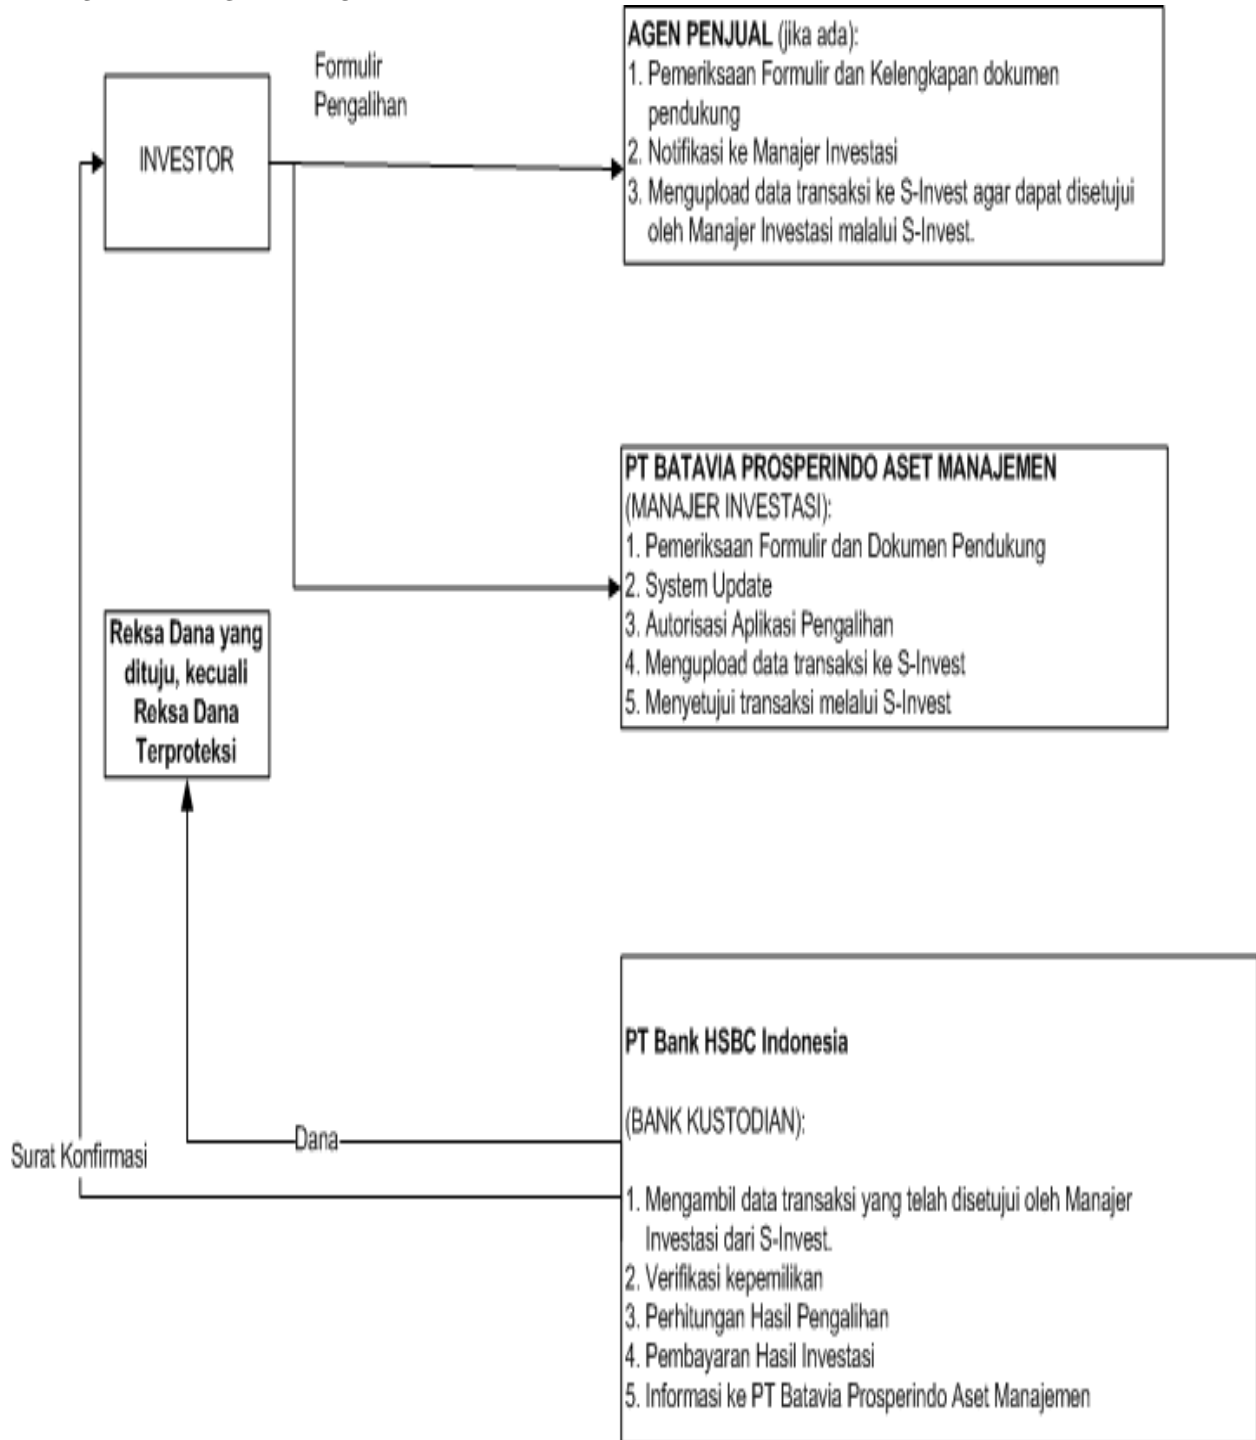 Formulir
Pengalihan
INVESTOR
AGEN PENJUAL (jika ada):
1. Pemeriksaan Formulir dan Kelengkapan dokumen
pendukung
2. Notifikasi ke Manajer Investasi
3. Mengupload data transaksi ke S-Invest agar dapat disetujui
oleh Manajer Investasi malalui S-Invest.
PT BATAVIA PROSPERINDO ASET MANAJEMEN
(MANAJER INVESTASI):
1. Pemeriksaan Formulir dan Dokumen Pendukung
2. System Update
3. Autorisasi Aplikasi Pengalihan
4. Mengupload data transaksi ke S-Invest
5. Menyetujui transaksi melalui S-Invest
Reksa Dana yang
dituju, kecuali
Reksa Dana
Terproteksi
PT Bank HSBC Indonesia
(BANK KUSTODIAN):
1. Mengambil data transaksi yang telah disetujui oleh Manajer
Investasi dari S-Invest.
2. Verifikasi kepemilikan
3. Perhitungan Hasil Pengalihan
4. Pembayaran Hasil Investasi
5. Informasi ke PT Batavia Prosperindo Aset Manajemen
Dana
Surat Konfirmasi